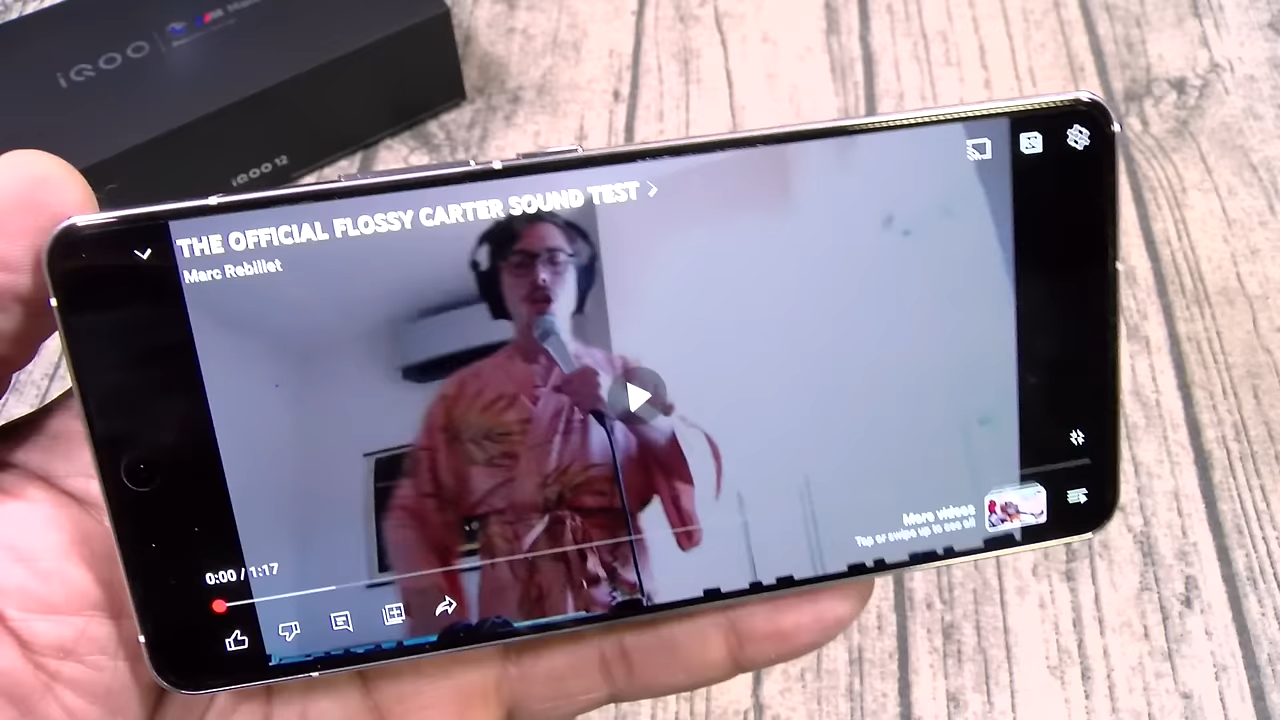 iQOO
iQOO 12
THE OFFICIAL FLOSSY CARTER SOUND TEST
Marc Rebillet
More videos
Tap or swipe up to see all
0:00 / 1:17